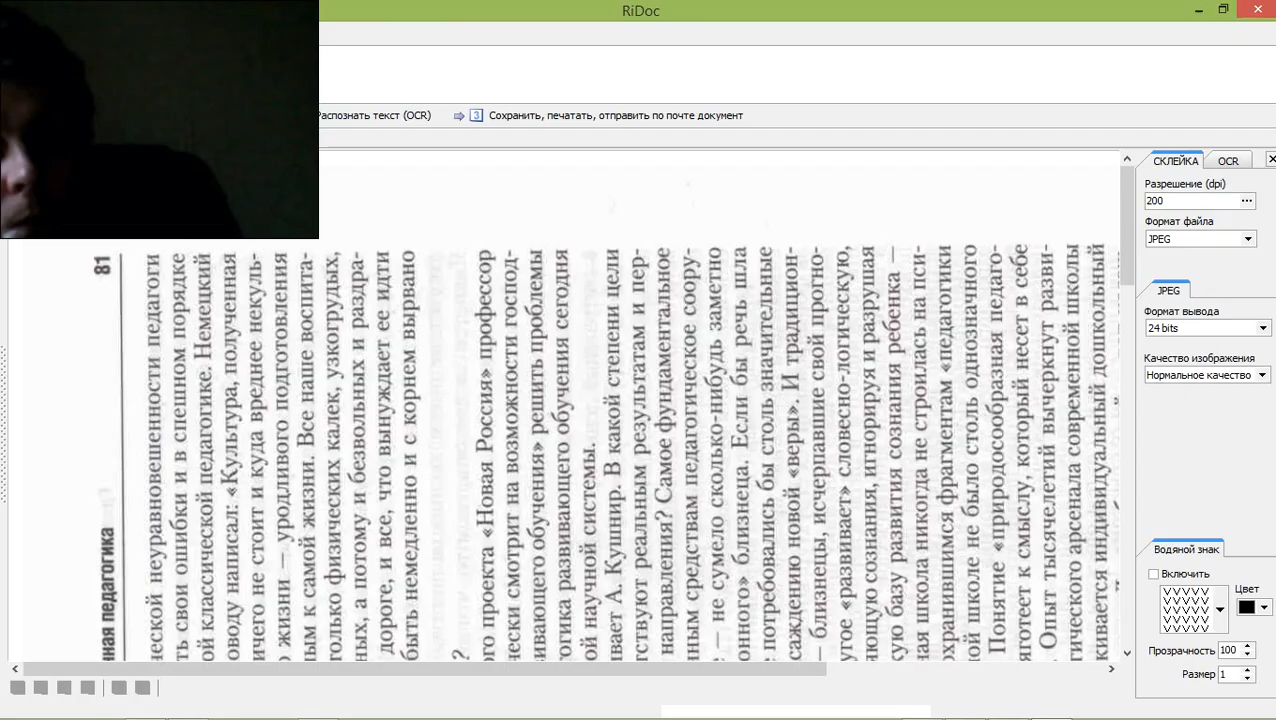 RiDoc
Распознать текст (OCR)
3 Сохранить, печатать, отправить по почте документ
СКЛЕЙКА OCR
Разрешение (dpi)
200
Формат файла
JPEG
JPEG
Формат вывода
24 bits
Качество изображения
Нормальное качество
Водяной знак
Включить
Цвет
Прозрачность 100
Размер 1
нная педагогика 81
ческой неуравновешенности педагоги
ть свои ошибки и в спешном порядке
ой классической педагогике. Немецкий
оводу написал: «Культура, полученная
ичего не стоит и куда вреднее некуль-
о жизни — уродливого подготовления
ым к самой жизни. Все наше воспита-
олько физических калек, узкогрудых,
ных, а потому и безвольных и раздра-
дороге, и все, что вынуждает ее идти
быть немедленно и с корнем вырвано
?
ого проекта «Новая Россия» профессор
чески смотрит на возможности господ-
ивающего обучения» решить проблемы
огика развивающего обучения сегодня
ой научной системы.
вает А. Кушнир. В какой степени цели
тствуют реальным результатам и пер-
направления? Самое фундаментальное
ным средствам педагогическое соору-
е — не сумело сколько-нибудь заметно
онного» близнеца. Если бы речь шла
потребовались бы столь значительные
саждению новой «веры». И традицион-
— близнецы, исчерпавшие свой прогно-
угое «развивает» словесно-логическую,
яющую сознания, игнорируя и разрушая
кую базу развития сознания ребенка —
ная школа никогда не строилась на пси-
охранившимся фрагментам «педагогики
ной школе не было столь однозначного
Понятие «природосообразная педаго-
яготеет к смыслу, который несет в себе
. Опыт тысячелетий вычеркнут разви-
гического арсенала современной школы
кивается индивидуальный дошкольный